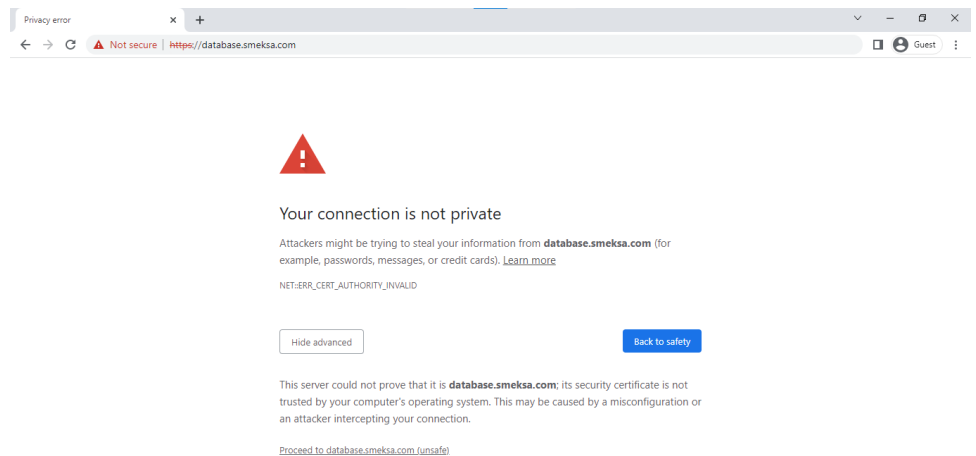 Privacy error
Not secure | https://database.smeksa.com
Guest
Your connection is not private
Attackers might be trying to steal your information from database.smeksa.com (for
example, passwords, messages, or credit cards). Learn more
NET::ERR_CERT_AUTHORITY_INVALID
Hide advanced
Back to safety
This server could not prove that it is database.smeksa.com; its security certificate is not
trusted by your computer's operating system. This may be caused by a misconfiguration or
an attacker intercepting your connection.
Proceed to database.smeksa.com (unsafe)